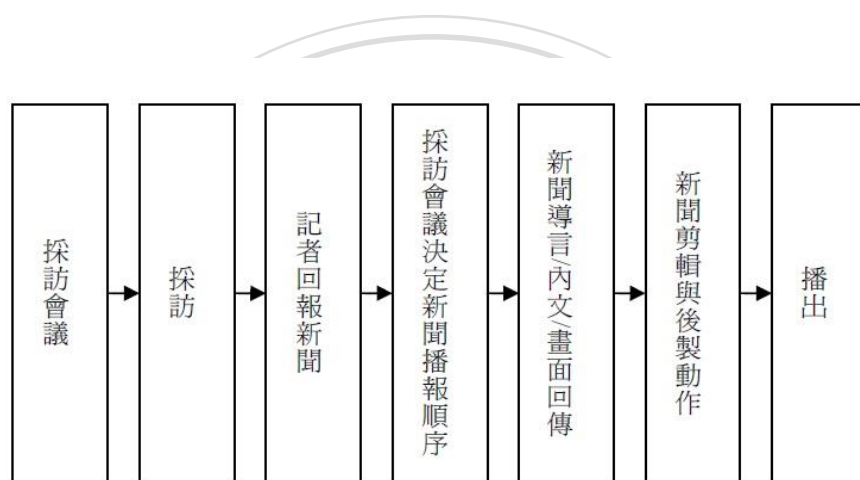 採訪會議
採訪
記者回報新聞
採訪會議決定新聞播報順序
新聞導言/內文/畫面回傳
新聞剪輯與後製動作
播出